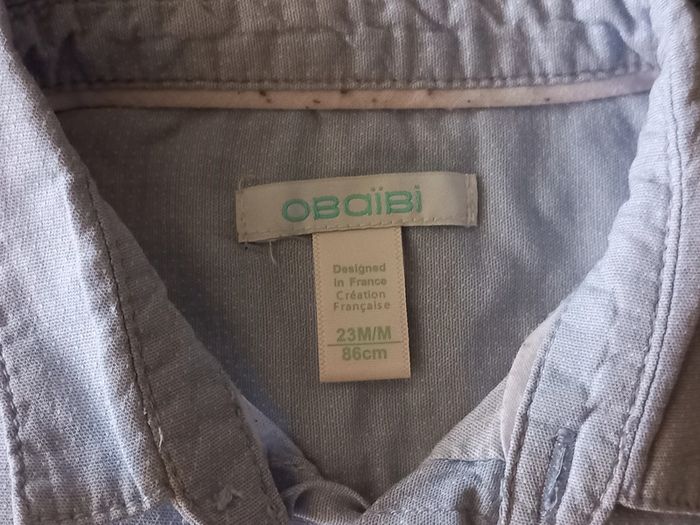 OBaïBi
Designed
in France
Création
Française
23M/M
86cm